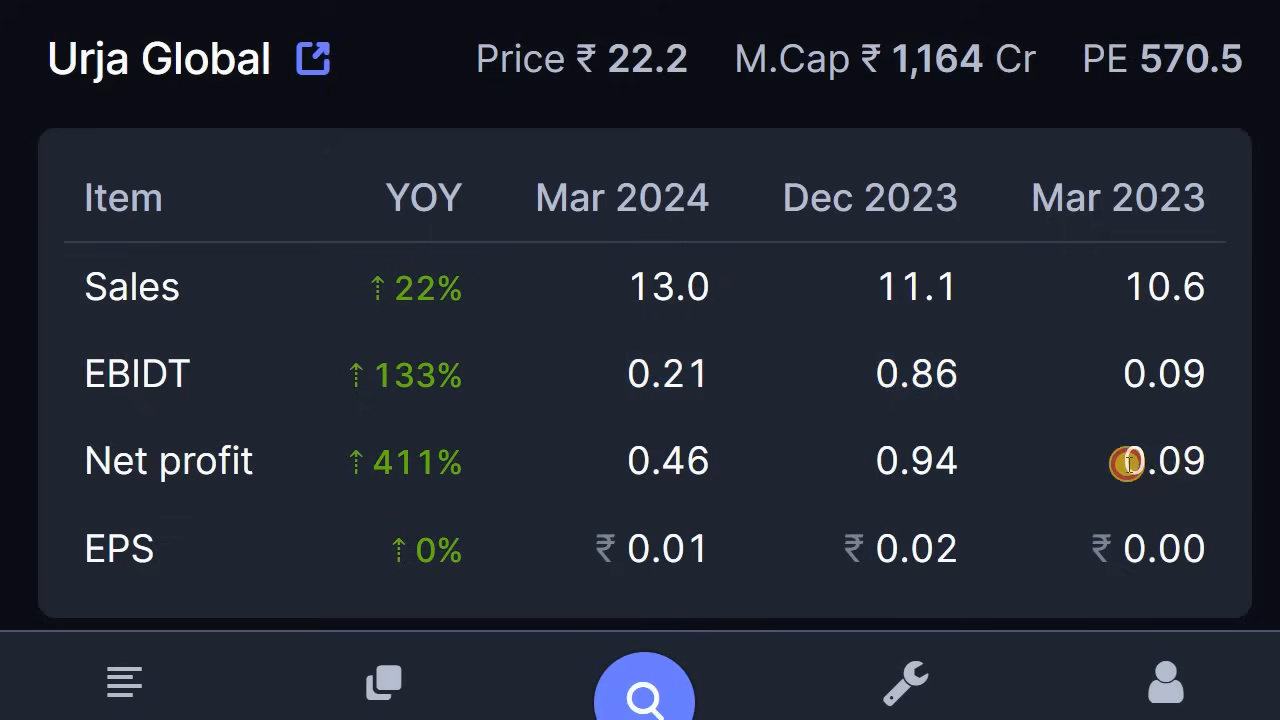 Urja Global Price ₹ 22.2 M.Cap ₹ 1,164 Cr PE 570.5
Item YOY Mar 2024 Dec 2023 Mar 2023
Sales ⇡ 22% 13.0 11.1 10.6
EBIDT ⇡ 133% 0.21 0.86 0.09
Net profit ⇡ 411% 0.46 0.94 0.09
EPS ⇡ 0% ₹ 0.01 ₹ 0.02 ₹ 0.00